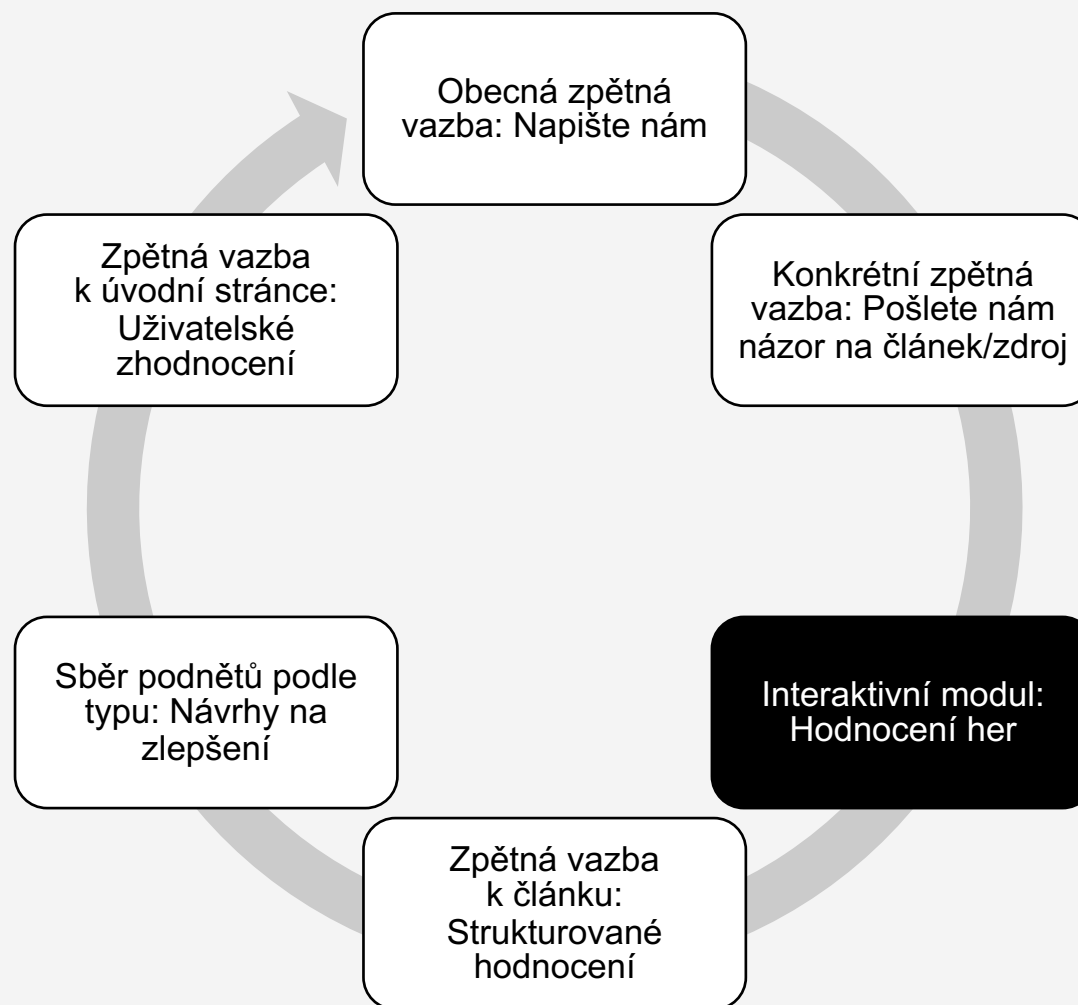 Obecná zpětná
vazba: Napište nám
Konkrétní zpětná
vazba: Pošlete nám
názor na článek/zdroj
Interaktivní modul:
Hodnocení her
Zpětná vazba
k článku:
Strukturované
hodnocení
Sběr podnětů podle
typu: Návrhy na
zlepšení
Zpětná vazba
k úvodní stránce:
Uživatelské
zhodnocení